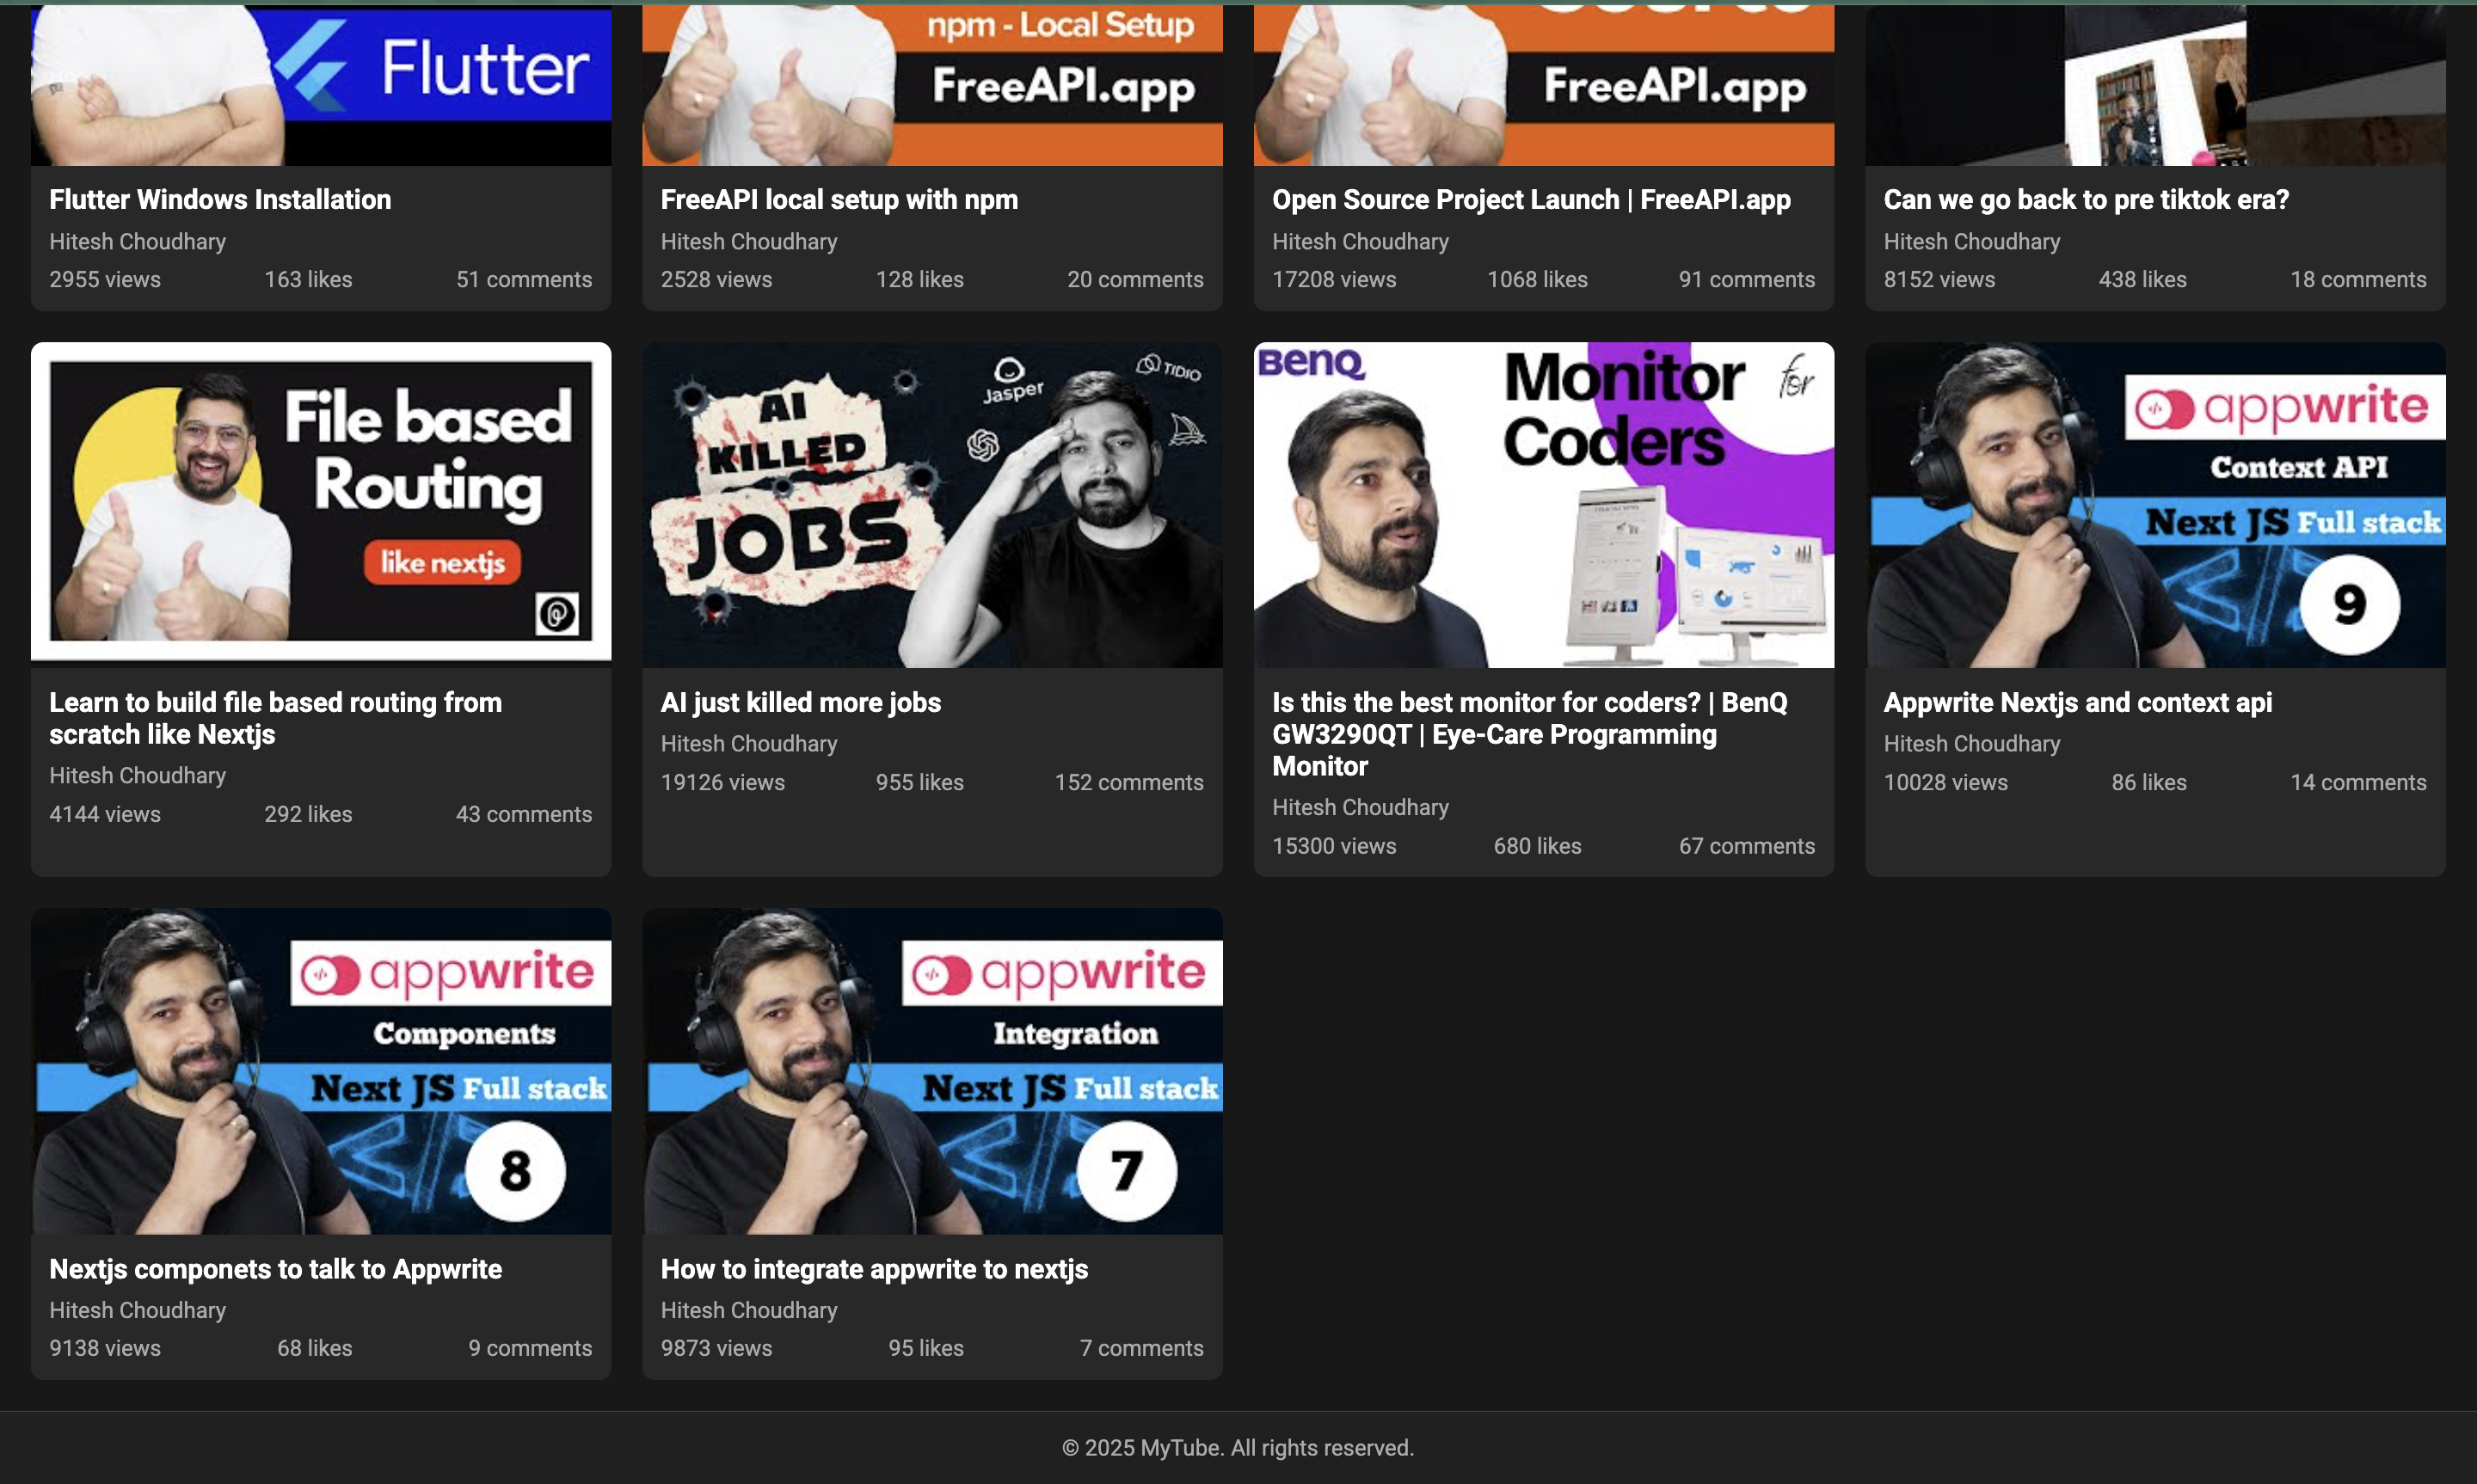 Flutter
npm - Local Setup
FreeAPI.app
FreeAPI.app
Flutter Windows Installation
Hitesh Choudhary
2955 views 163 likes 51 comments
FreeAPI local setup with npm
Hitesh Choudhary
2528 views 128 likes 20 comments
Open Source Project Launch | FreeAPI.app
Hitesh Choudhary
17208 views 1068 likes 91 comments
Can we go back to pre tiktok era?
Hitesh Choudhary
8152 views 438 likes 18 comments
File based
Routing
like nextjs
Learn to build file based routing from
scratch like Nextjs
Hitesh Choudhary
4144 views 292 likes 43 comments
AI
KILLED
JOBS
Jasper
TIDIO
AI just killed more jobs
Hitesh Choudhary
19126 views 955 likes 152 comments
BenQ
Monitor for
Coders
Is this the best monitor for coders? | BenQ
GW3290QT | Eye-Care Programming
Monitor
Hitesh Choudhary
15300 views 680 likes 67 comments
appwrite
Context API
Next JS Full stack
9
Appwrite Nextjs and context api
Hitesh Choudhary
10028 views 86 likes 14 comments
appwrite
Components
Next JS Full stack
8
Nextjs componets to talk to Appwrite
Hitesh Choudhary
9138 views 68 likes 9 comments
appwrite
Integration
Next JS Full stack
7
How to integrate appwrite to nextjs
Hitesh Choudhary
9873 views 95 likes 7 comments
© 2025 MyTube. All rights reserved.